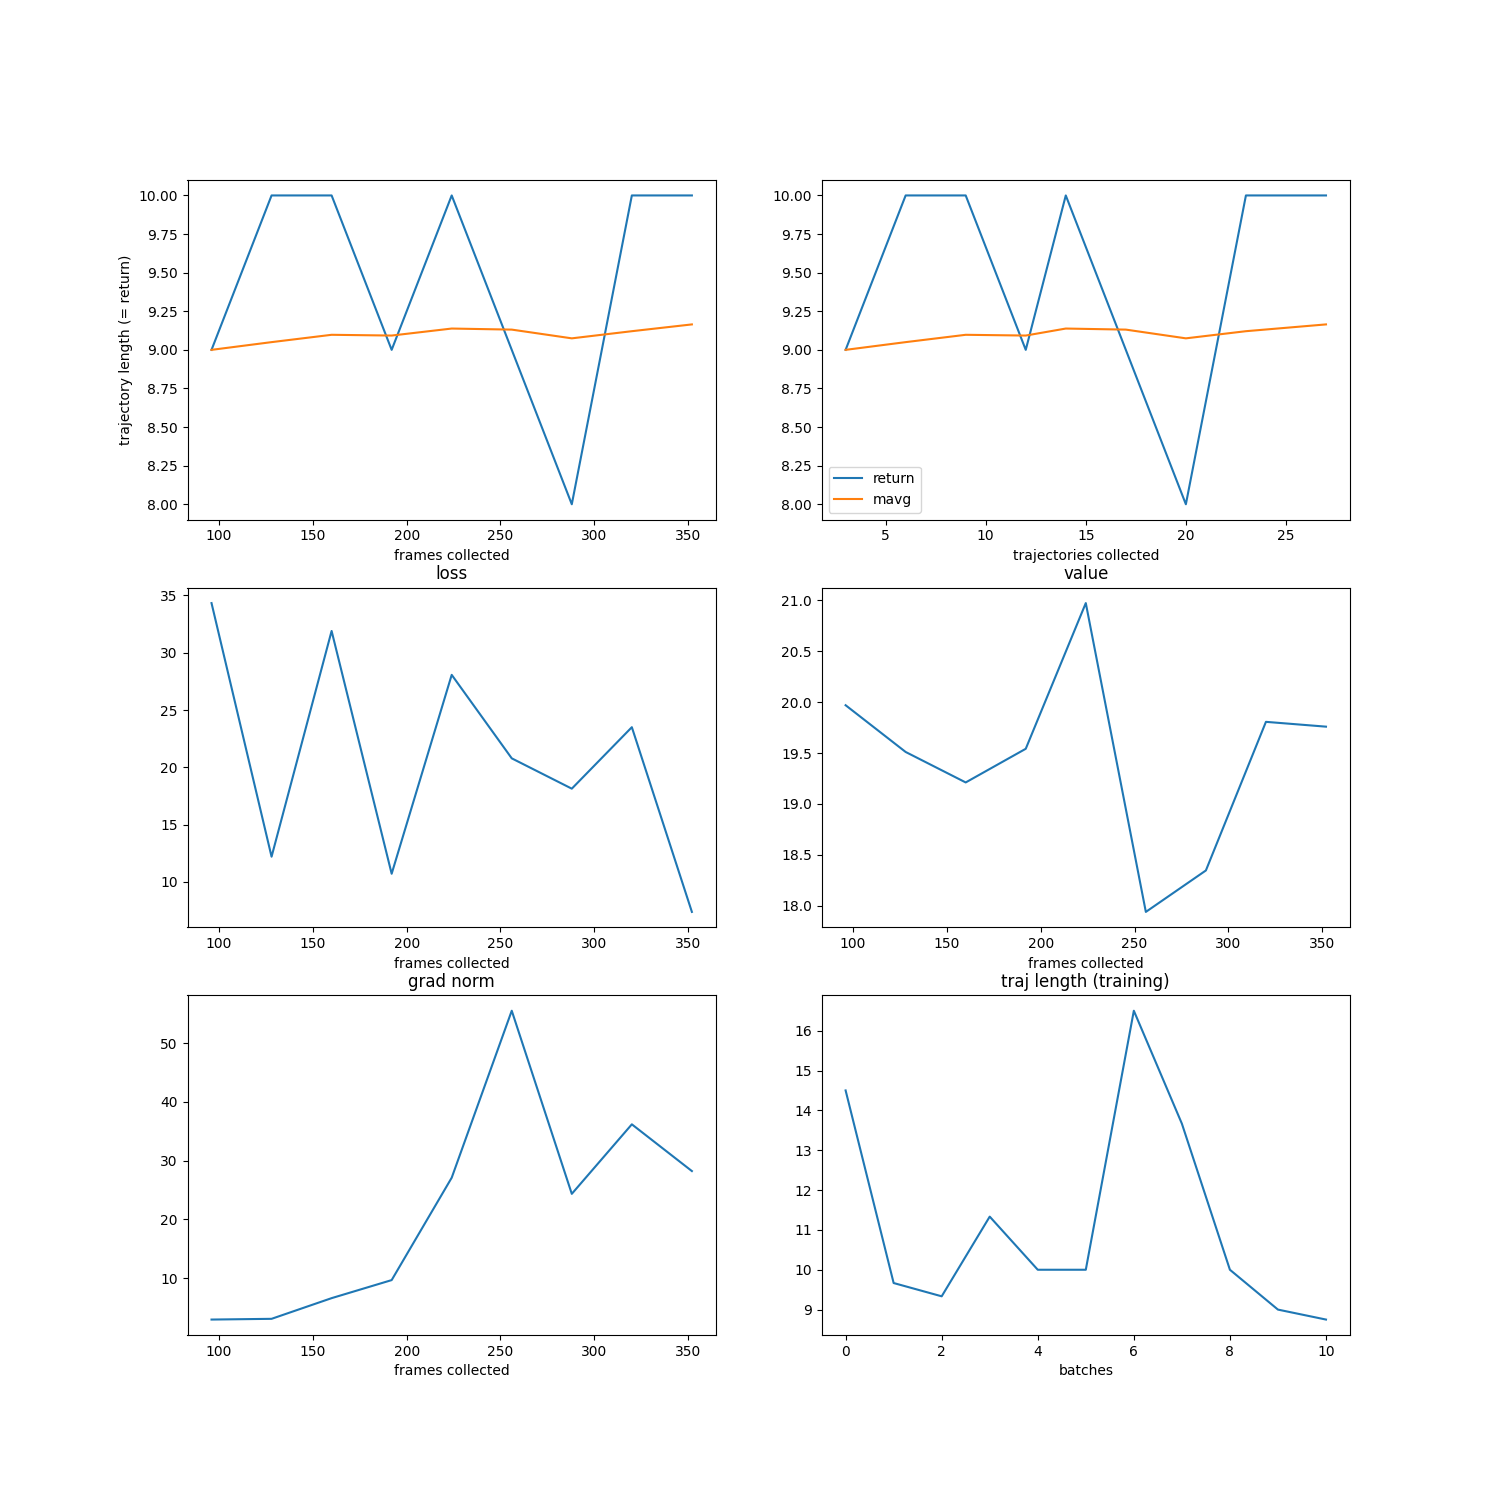 10.00
9.75
9.50
9.25
9.00
8.75
8.50
8.25
8.00
trajectory length (= return)
100 150 200 250 300 350
frames collected
10.00
9.75
9.50
9.25
9.00
8.75
8.50
8.25
8.00
return
mavg
5 10 15 20 25
trajectories collected
loss
35
30
25
20
15
10
100 150 200 250 300 350
frames collected
value
21.0
20.5
20.0
19.5
19.0
18.5
18.0
100 150 200 250 300 350
frames collected
grad norm
50
40
30
20
10
100 150 200 250 300 350
frames collected
traj length (training)
16
15
14
13
12
11
10
9
0 2 4 6 8 10
batches